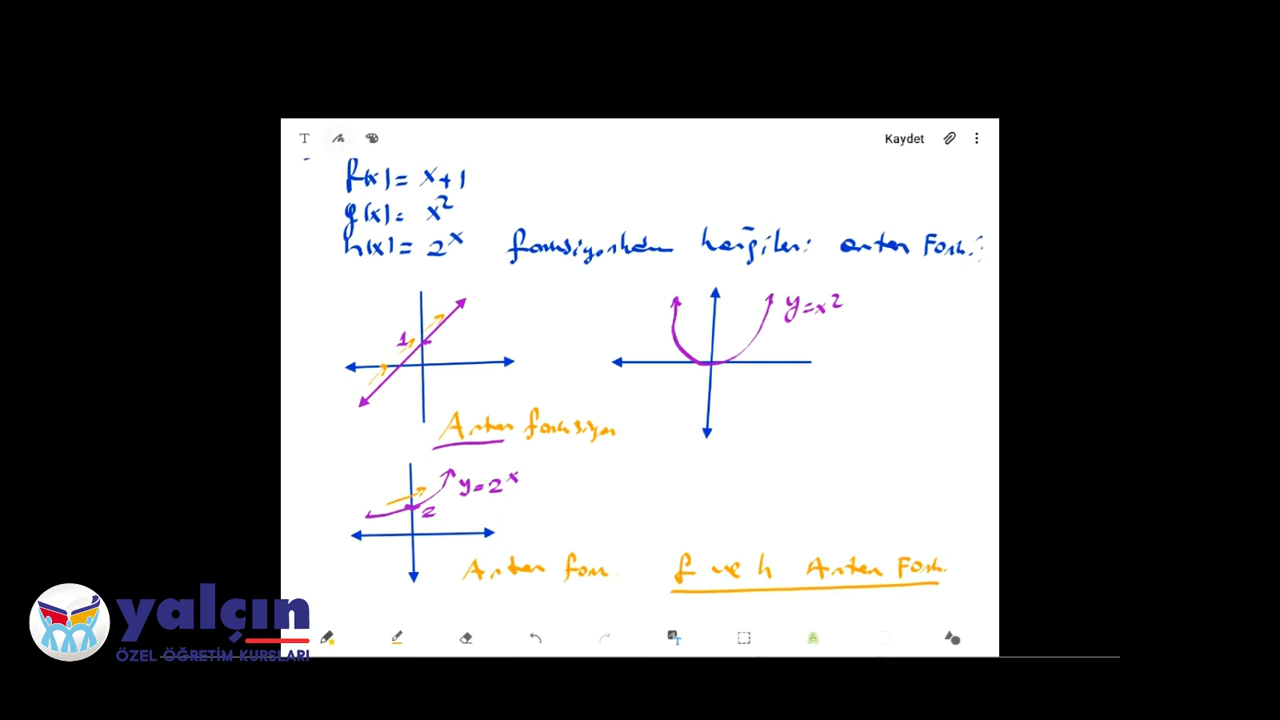 T Kaydet
f(x) = x+1
g(x) = x²
h(x) = 2ˣ fonksiyonlardan hangileri artan Fonk.
1
y=x²
Artan fonksiyon
y=2ˣ
2
Artan fon f ve h Artan Fonk.
yalçın
ÖZEL ÖĞRETİM KURSLARI